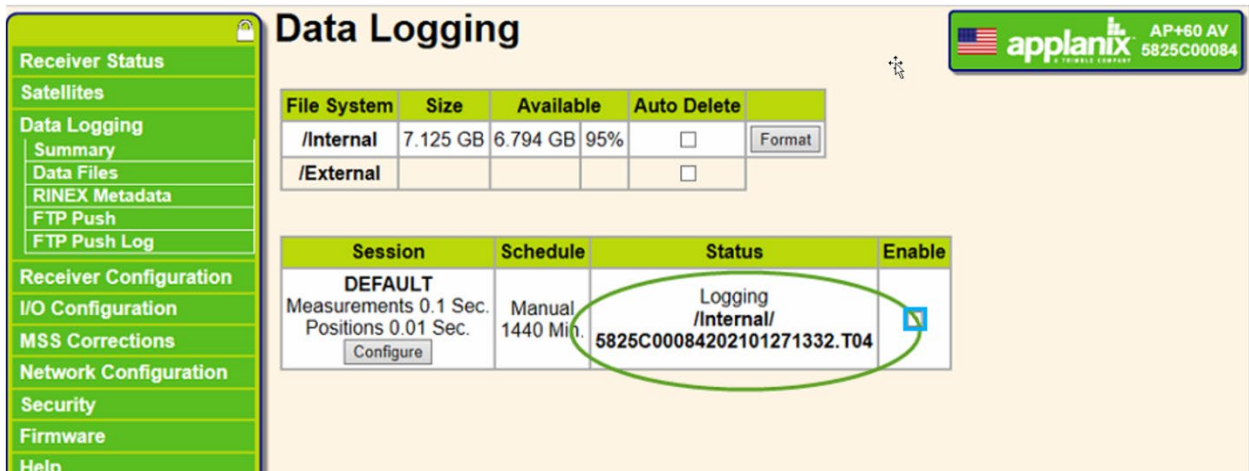 Data Logging
applanix
A TRIMBLE COMPANY
AP+60 AV
5825C00084
Receiver Status
Satellites
Data Logging
Summary
Data Files
RINEX Metadata
FTP Push
FTP Push Log
Receiver Configuration
I/O Configuration
MSS Corrections
Network Configuration
Security
Firmware
Help
File System Size Available Auto Delete
/Internal 7.125 GB 6.794 GB 95% Format
/External
Session Schedule Status Enable
DEFAULT
Measurements 0.1 Sec.
Positions 0.01 Sec.
Configure
Manual
1440 Min.
Logging
/Internal/
5825C00084202101271332.T04